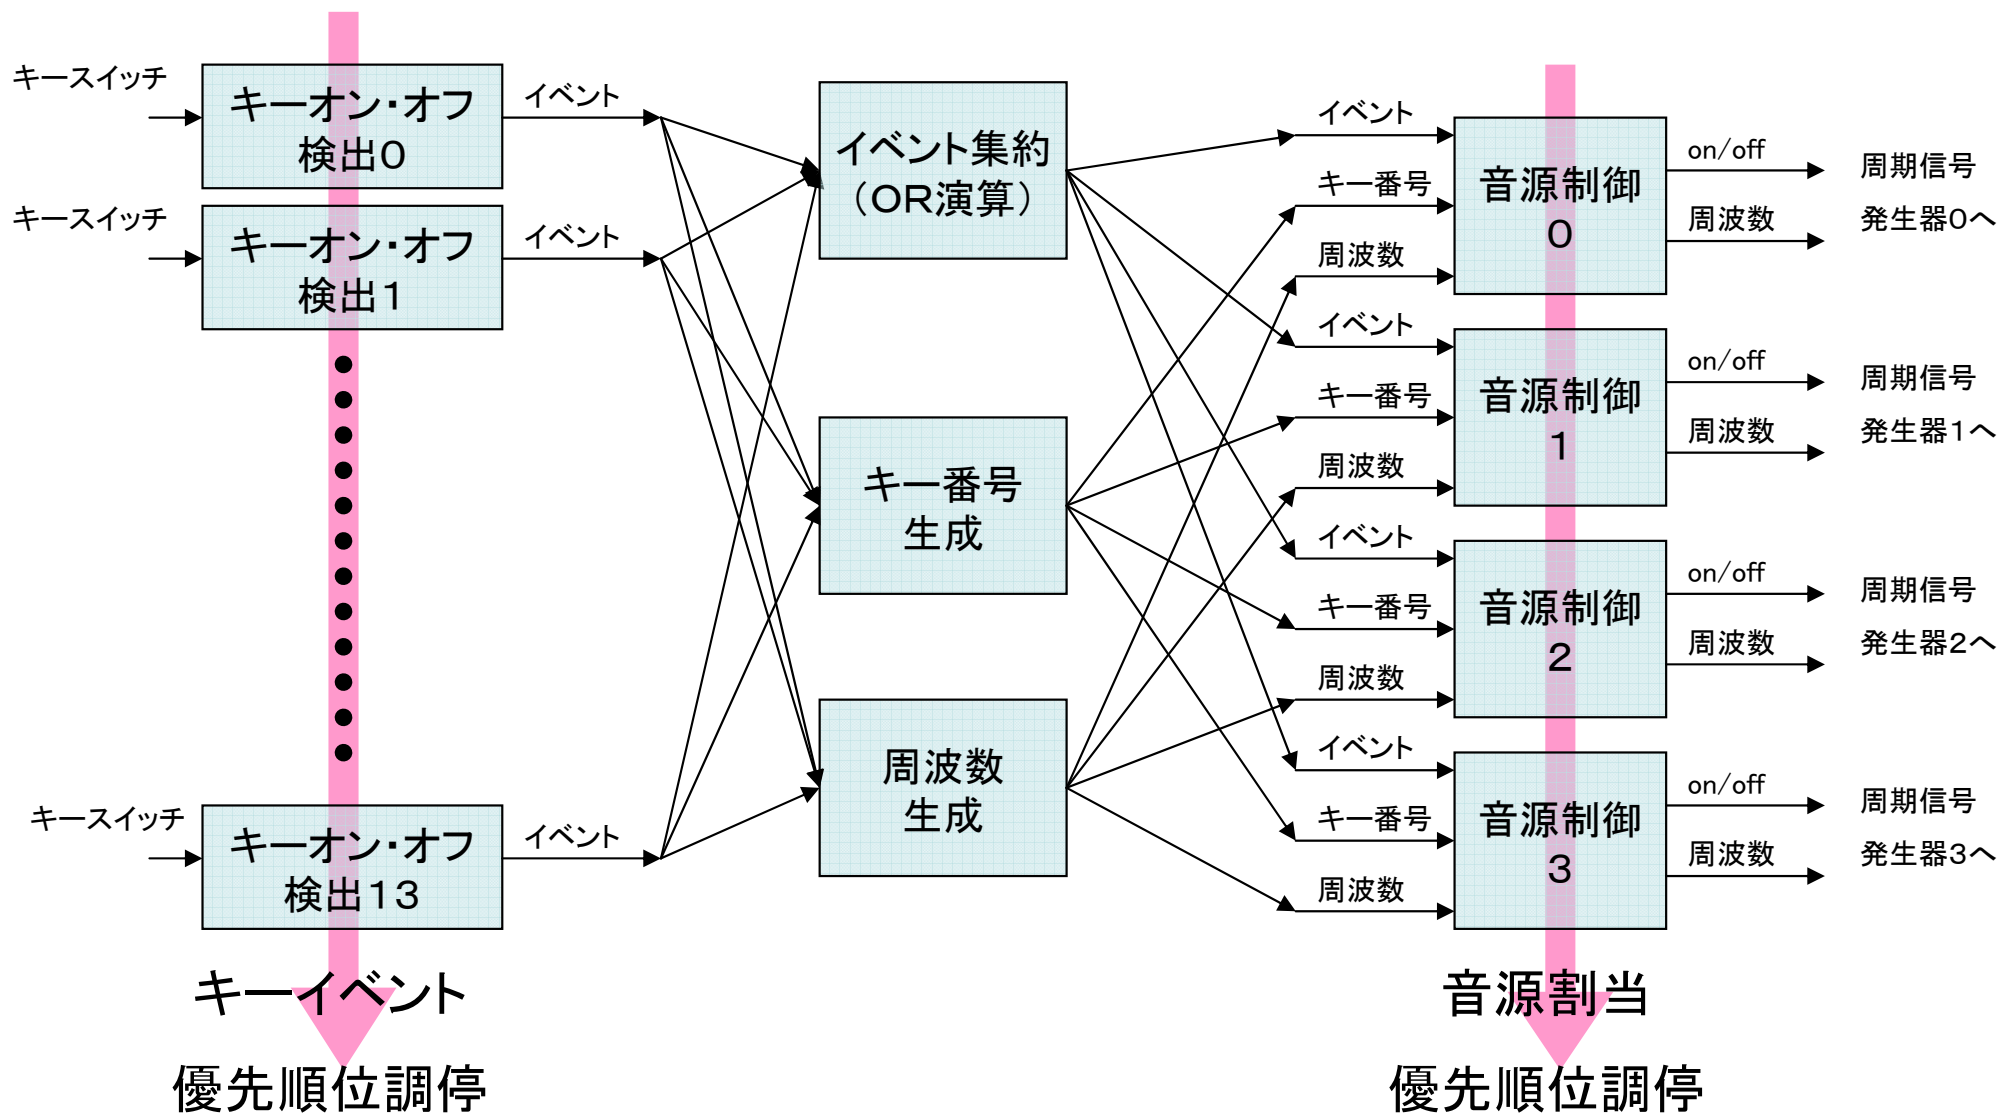 キースイッチ
キーオン・オフ
検出0
イベント
キースイッチ
キーオン・オフ
検出1
イベント
キースイッチ
キーオン・オフ
検出13
イベント
キーイベント
優先順位調停
イベント集約
（OR演算）
キー番号
生成
周波数
生成
イベント
キー番号
周波数
音源制御
0
on/off
周波数
周期信号
発生器0へ
イベント
キー番号
周波数
音源制御
1
on/off
周波数
周期信号
発生器1へ
イベント
キー番号
周波数
音源制御
2
on/off
周波数
周期信号
発生器2へ
イベント
キー番号
周波数
音源制御
3
on/off
周波数
周期信号
発生器3へ
音源割当
優先順位調停